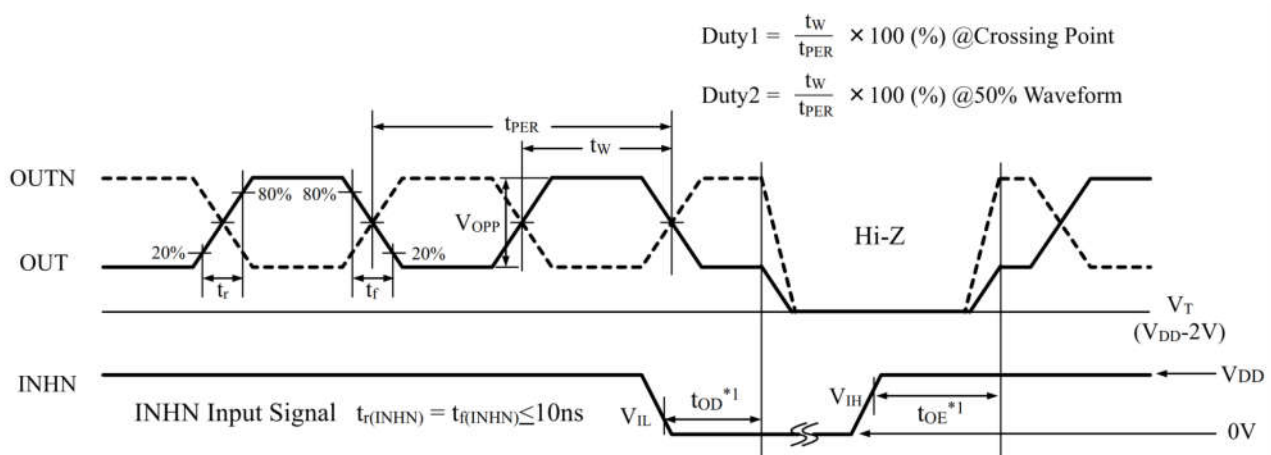 Duty1 = tW/tPER × 100 (%) @Crossing Point
Duty2 = tW/tPER × 100 (%) @50% Waveform
tPER
tW
OUTN
80% 80%
VOPP
Hi-Z
20%
20%
OUT
tr
tf
VT
(VDD-2V)
INHN
VDD
INHN Input Signal tr(INHN) = tf(INHN)≤10ns
VIL
tOD*1
VIH
tOE*1
0V